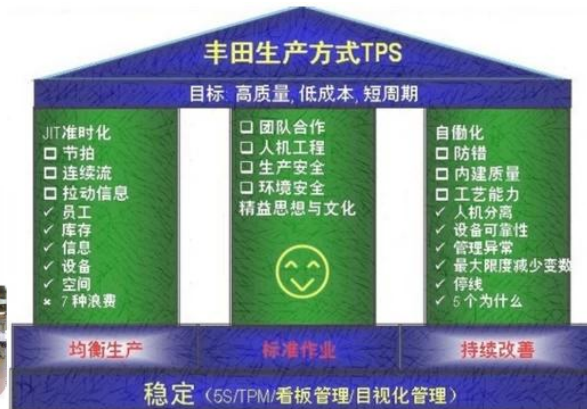 丰田生产方式TPS
目标: 高质量, 低成本, 短周期
JIT准时化
□ 节拍
□ 连续流
□ 拉动信息
✓ 员工
✓ 库存
✓ 信息
✓ 设备
✓ 空间
× 7种浪费
□ 团队合作
□ 人机工程
□ 生产安全
□ 环境安全
精益思想与文化
自働化
□ 防错
□ 内建质量
□ 工艺能力
✓ 人机分离
✓ 设备可靠性
✓ 管理异常
✓ 最大限度减少变数
✓ 停线
✓ 5个为什么
均衡生产
标准作业
持续改善
稳定（5S/TPM/看板管理/目视化管理）